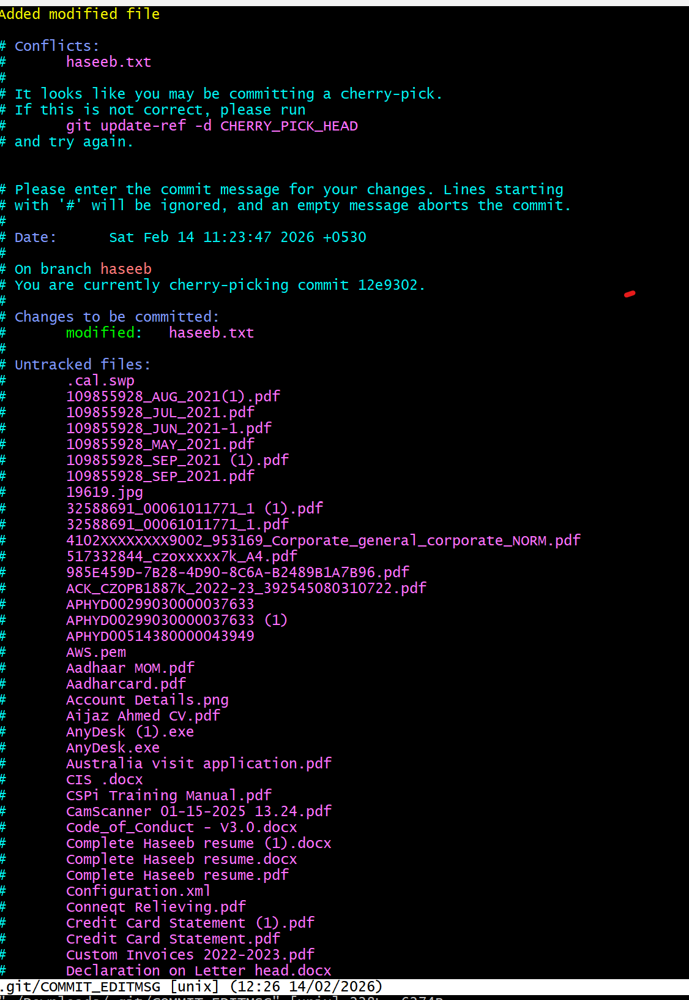 Added modified file
# Conflicts:
#       haseeb.txt
#
# It looks like you may be committing a cherry-pick.
# If this is not correct, please run
#       git update-ref -d CHERRY_PICK_HEAD
# and try again.
# Please enter the commit message for your changes. Lines starting
# with '#' will be ignored, and an empty message aborts the commit.
#
# Date:      Sat Feb 14 11:23:47 2026 +0530
#
# On branch haseeb
# You are currently cherry-picking commit 12e9302.
#
# Changes to be committed:
#       modified:   haseeb.txt
#
# Untracked files:
#       .cal.swp
#       109855928_AUG_2021(1).pdf
#       109855928_JUL_2021.pdf
#       109855928_JUN_2021-1.pdf
#       109855928_MAY_2021.pdf
#       109855928_SEP_2021 (1).pdf
#       109855928_SEP_2021.pdf
#       19619.jpg
#       32588691_00061011771_1 (1).pdf
#       32588691_00061011771_1.pdf
#       4102XXXXXXXX9002_953169_Corporate_general_corporate_NORM.pdf
#       517332844_czoxxxxx7k_A4.pdf
#       985E459D-7B28-4D90-8C6A-B2489B1A7B96.pdf
#       ACK_CZOPB1887K_2022-23_392545080310722.pdf
#       APHYD00299030000037633
#       APHYD00299030000037633 (1)
#       APHYD00514380000043949
#       AWS.pem
#       Aadhaar MOM.pdf
#       Aadharcard.pdf
#       Account Details.png
#       Aijaz Ahmed CV.pdf
#       AnyDesk (1).exe
#       AnyDesk.exe
#       Australia visit application.pdf
#       CIS .docx
#       CSPi Training Manual.pdf
#       CamScanner 01-15-2025 13.24.pdf
#       Code_of_Conduct - V3.0.docx
#       Complete Haseeb resume (1).docx
#       Complete Haseeb resume.docx
#       Complete Haseeb resume.pdf
#       Configuration.xml
#       Conneqt Relieving.pdf
#       Credit Card Statement (1).pdf
#       Credit Card Statement.pdf
#       Custom Invoices 2022-2023.pdf
#       Declaration on Letter head.docx
.git/COMMIT_EDITMSG [unix] (12:26 14/02/2026)